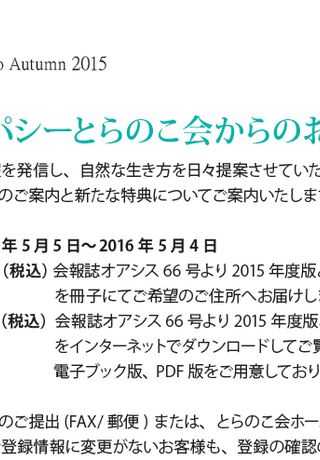 o Autumn 2015
パシーとらのこ会からのお
を発信し、自然な生き方を日々提案させていた
のご案内と新たな特典についてご案内いたしま
年 5 月 5 日〜 2016 年 5 月 4 日
(税込) 会報誌オアシス 66 号より 2015 年度版と
を冊子にてご希望のご住所へお届けしま
(税込) 会報誌オアシス 66 号より 2015 年度版
をインターネットでダウンロードしてご覧
電子ブック版、PDF 版をご用意しており
のご提出 (FAX/ 郵便 ) または、とらのこ会ホー
登録情報に変更がないお客様も、登録の確認の